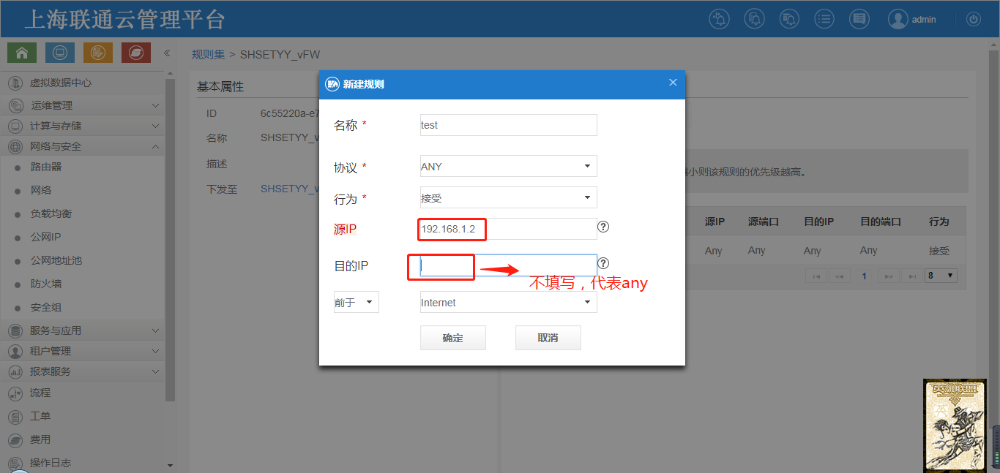 上海联通云管理平台
admin
规则集 > SHSETYY_vFW
虚拟数据中心
运维管理
计算与存储
网络与安全
路由器
网络
负载均衡
公网IP
公网地址池
防火墙
安全组
服务与应用
租户管理
报表服务
流程
工单
费用
操作日志
基本属性
ID 6c55220a-e7
名称 SHSETYY_v
描述
下发至 SHSETYY_v
新建规则
名称 * test
协议 * ANY
行为 * 接受
源IP 192.168.1.2
目的IP
不填写，代表any
前于 Internet
确定 取消
小则该规则的优先级越高。
源IP 源端口 目的IP 目的端口 行为
Any Any Any Any 接受
1 8
英雄联盟